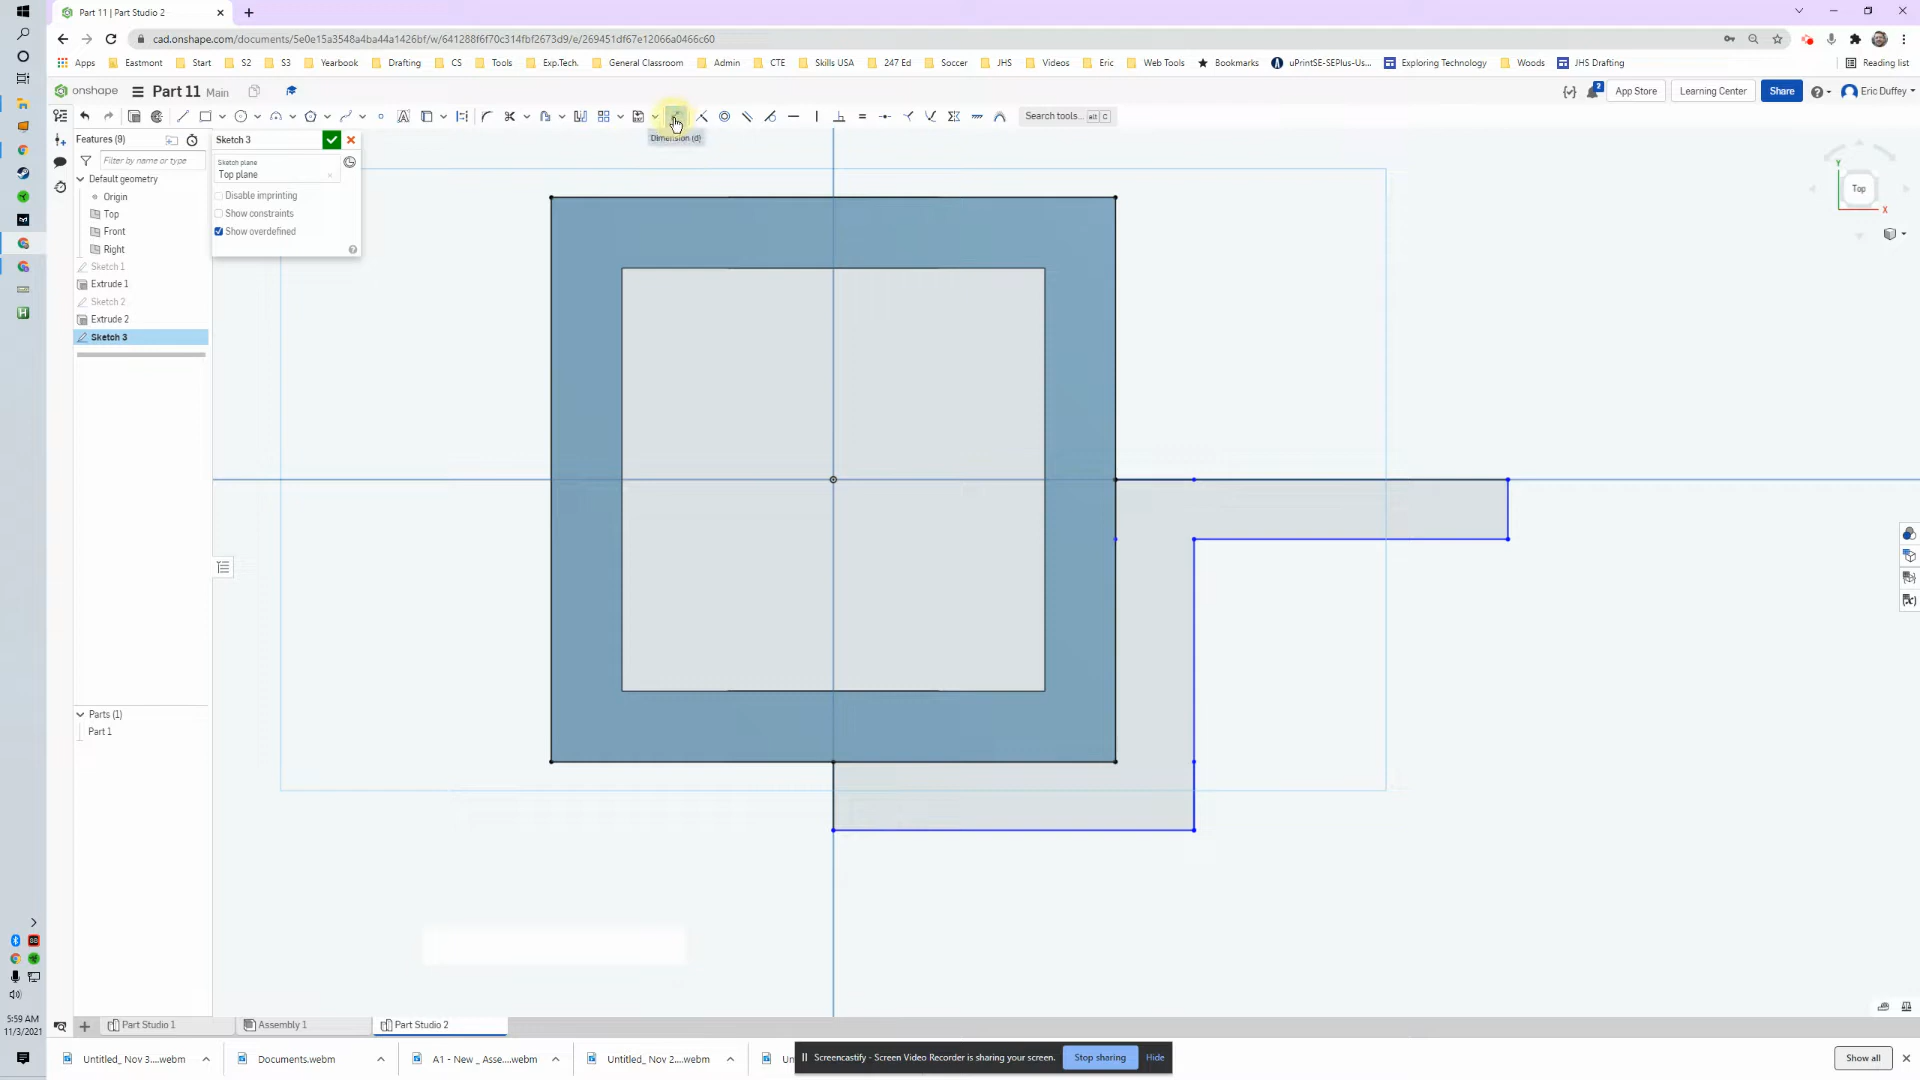 Part 11 | Part Studio 2
cad.onshape.com/documents/5e0e15a3548a4ba44a1426bf/w/641288f6f70c314fbf2673d9/e/269451df67e12066a0466c60
Apps Eastmont Start S2 S3 Yearbook Drafting CS Tools Exp.Tech. General Classroom Admin CTE Skills USA 247 Ed Soccer JHS Videos Eric Web Tools Bookmarks uPrintSE-SEPlus-Us... Exploring Technology Woods JHS Drafting Reading list
onshape Part 11 Main 2 App Store Learning Center Share Eric Duffey
Search tools... alt C
Dimension (d)
Features (9)
Filter by name or type
Default geometry
Origin
Top
Front
Right
Sketch 1
Extrude 1
Sketch 2
Extrude 2
Sketch 3
Sketch 3
Sketch plane
Top plane
Disable imprinting
Show constraints
Show overdefined
Y
Top
X
Parts (1)
Part 1
Part Studio 1 Assembly 1 Part Studio 2
5:59 AM
11/3/2021
Untitled_ Nov 3....webm Documents.webm A1 - New _ Asse....webm Untitled_ Nov 2....webm Un
Screencastify - Screen Video Recorder is sharing your screen. Stop sharing Hide
Show all